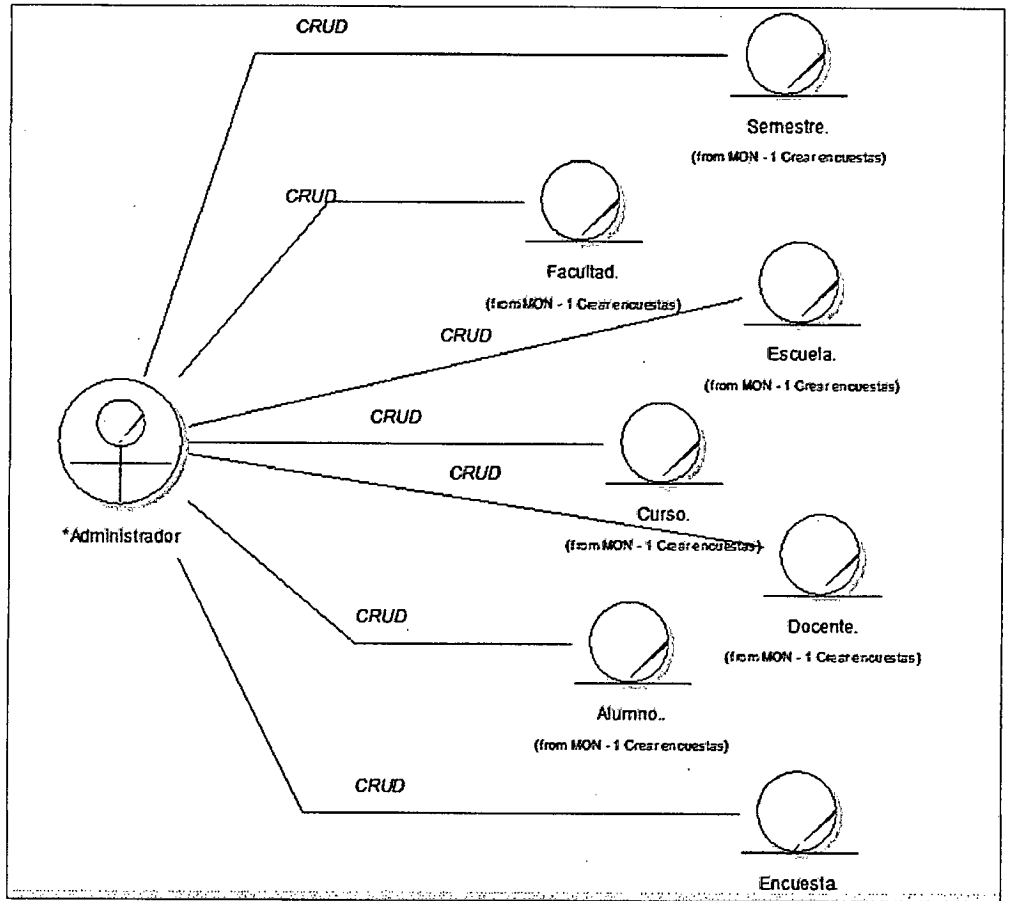 CRUD
Semestre.
(from MON - 1 Crear encuestas)
CRUD
Facultad.
(from MON - 1 Crear encuestas)
CRUD
Escuela.
(from MON - 1 Crear encuestas)
CRUD
CRUD
Curso.
(from MON - 1 Crear encuestas)
*Administrador
CRUD
Docente.
(from MON - 1 Crear encuestas)
Alumno..
(from MON - 1 Crear encuestas)
CRUD
Encuesta